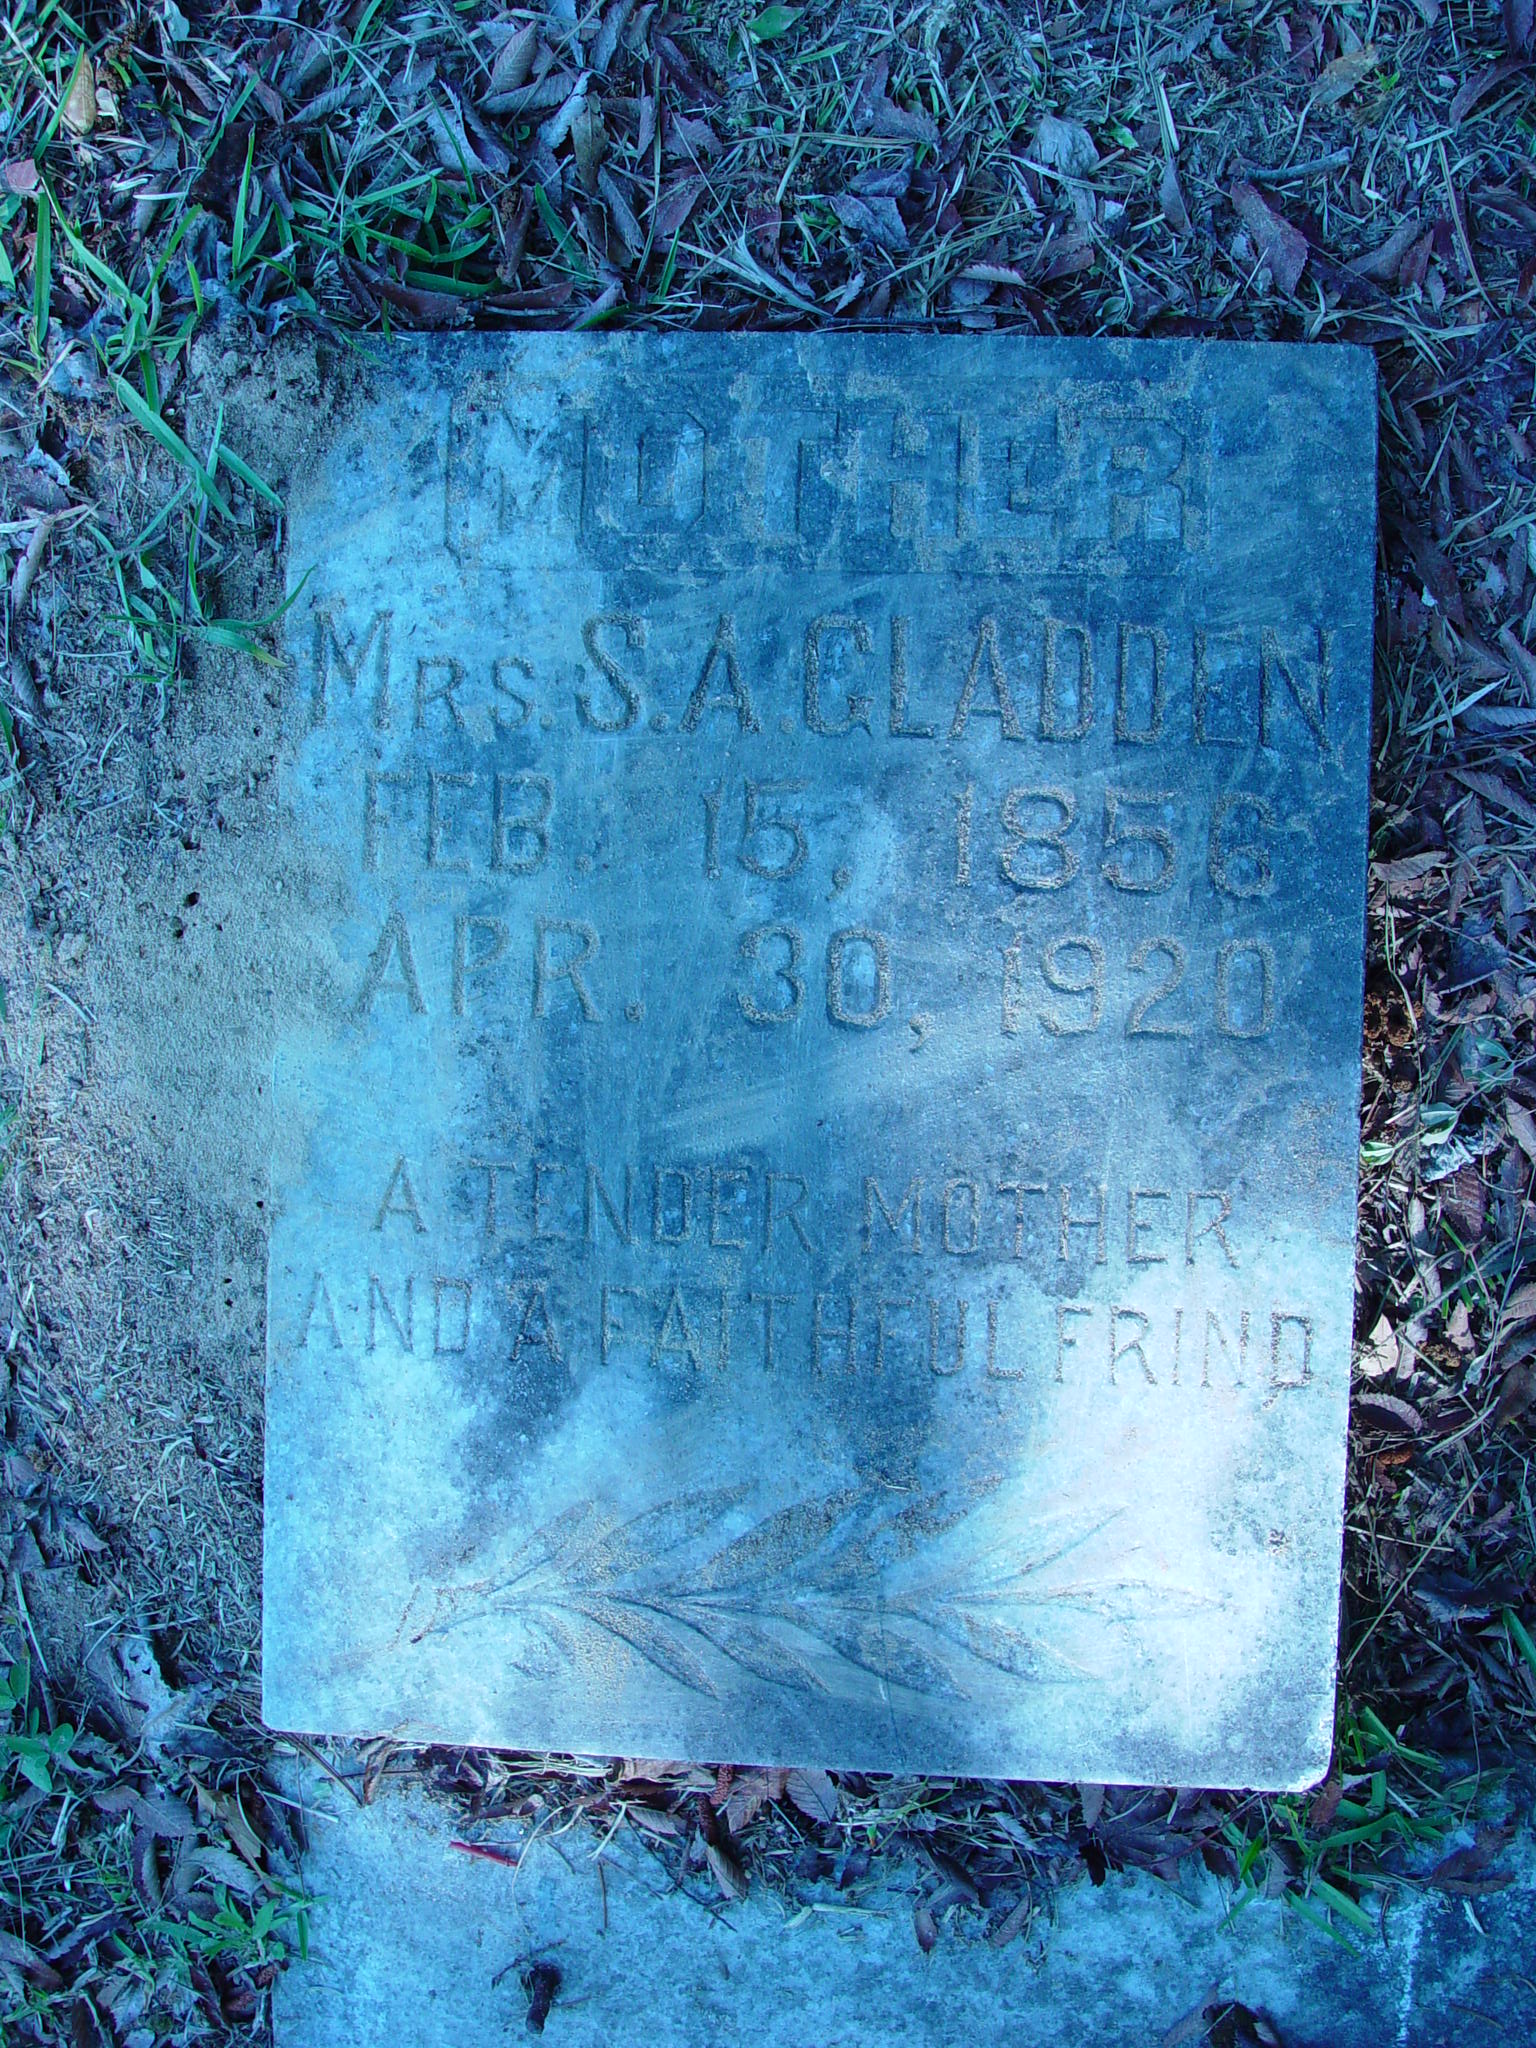 MOTHER
MRS. S. A. GLADDEN
FEB. 15, 1856
APR. 30, 1920
A TENDER MOTHER
AND A FAITHFUL FRIND